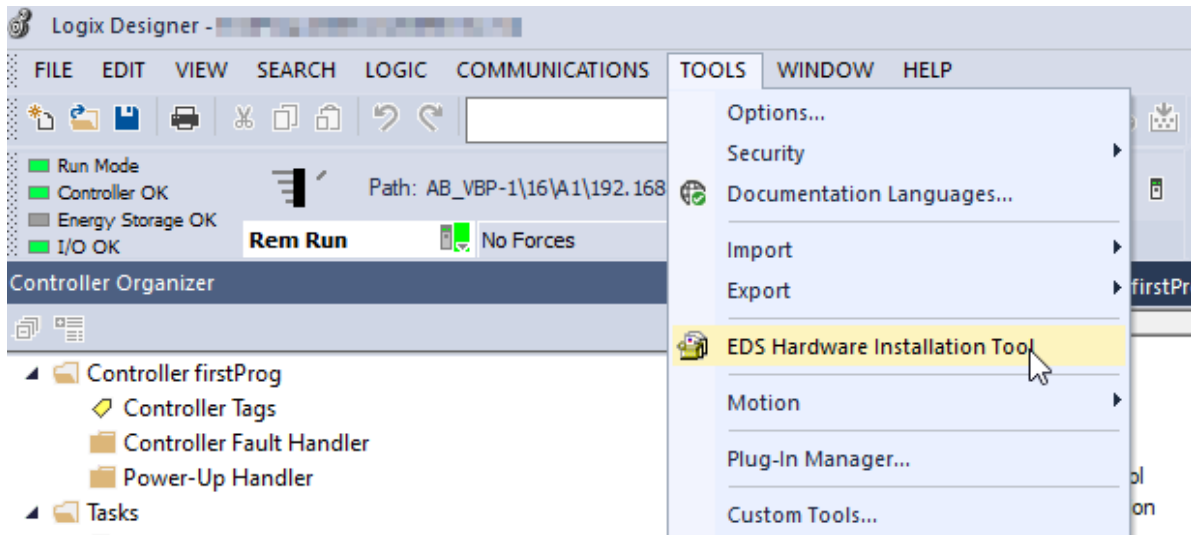 Logix Designer -
FILE EDIT VIEW SEARCH LOGIC COMMUNICATIONS TOOLS WINDOW HELP
Run Mode
Controller OK
Energy Storage OK
I/O OK
Path: AB_VBP-1\16\A1\192.168
Rem Run
No Forces
Controller Organizer
Controller firstProg
Controller Tags
Controller Fault Handler
Power-Up Handler
Tasks
Options...
Security
Documentation Languages...
Import
Export
EDS Hardware Installation Tool
Motion
Plug-In Manager...
Custom Tools...
firstPr
ol
on